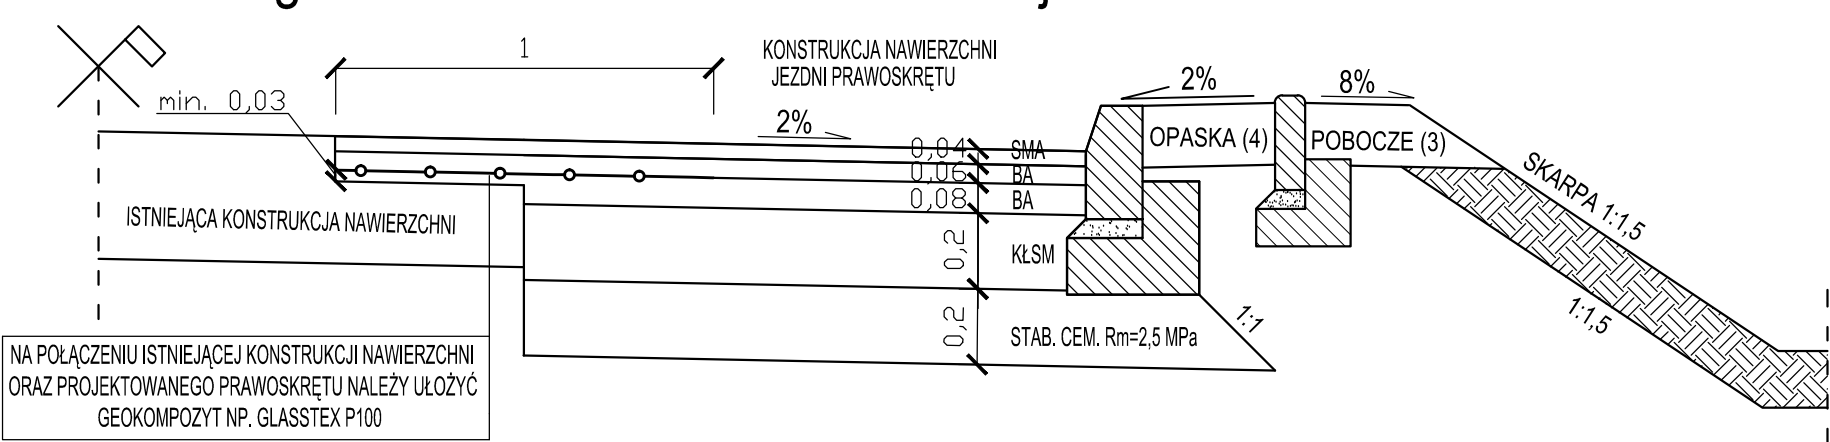 1
KONSTRUKCJA NAWIERZCHNI
JEZDNI PRAWOSKRĘTU
min. 0,03
2%
2%
8%
0,04 SMA
0,06 BA
0,08 BA
0,2 KŁSM
0,2 STAB. CEM. Rm=2,5 MPa
OPASKA (4)
POBOCZE (3)
SKARPA 1:1,5
1:1,5
1:1
ISTNIEJĄCA KONSTRUKCJA NAWIERZCHNI
NA POŁĄCZENIU ISTNIEJĄCEJ KONSTRUKCJI NAWIERZCHNI
ORAZ PROJEKTOWANEGO PRAWOSKRĘTU NALEŻY UŁOŻYĆ
GEOKOMPOZYT NP. GLASSTEX P100